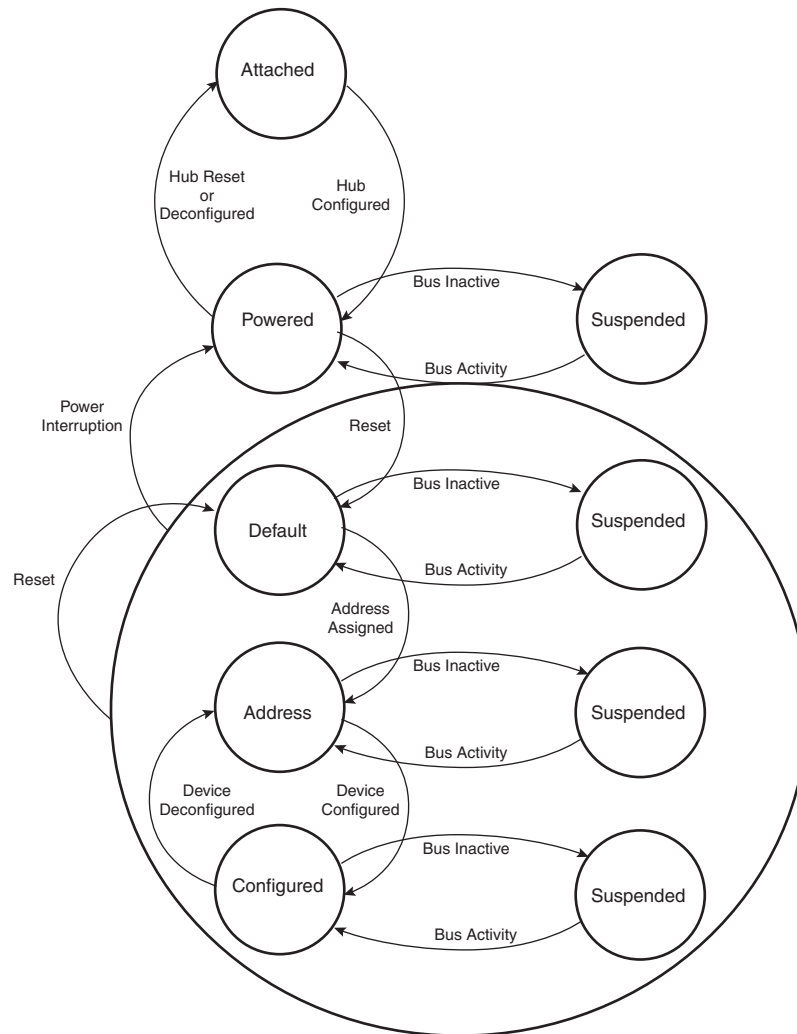 Attached
Hub Reset
or
Deconfigured
Hub
Configured
Bus Inactive
Powered
Suspended
Bus Activity
Power
Interruption
Reset
Bus Inactive
Default
Suspended
Bus Activity
Reset
Address
Assigned
Bus Inactive
Address
Suspended
Bus Activity
Device
Deconfigured
Device
Configured
Bus Inactive
Configured
Suspended
Bus Activity